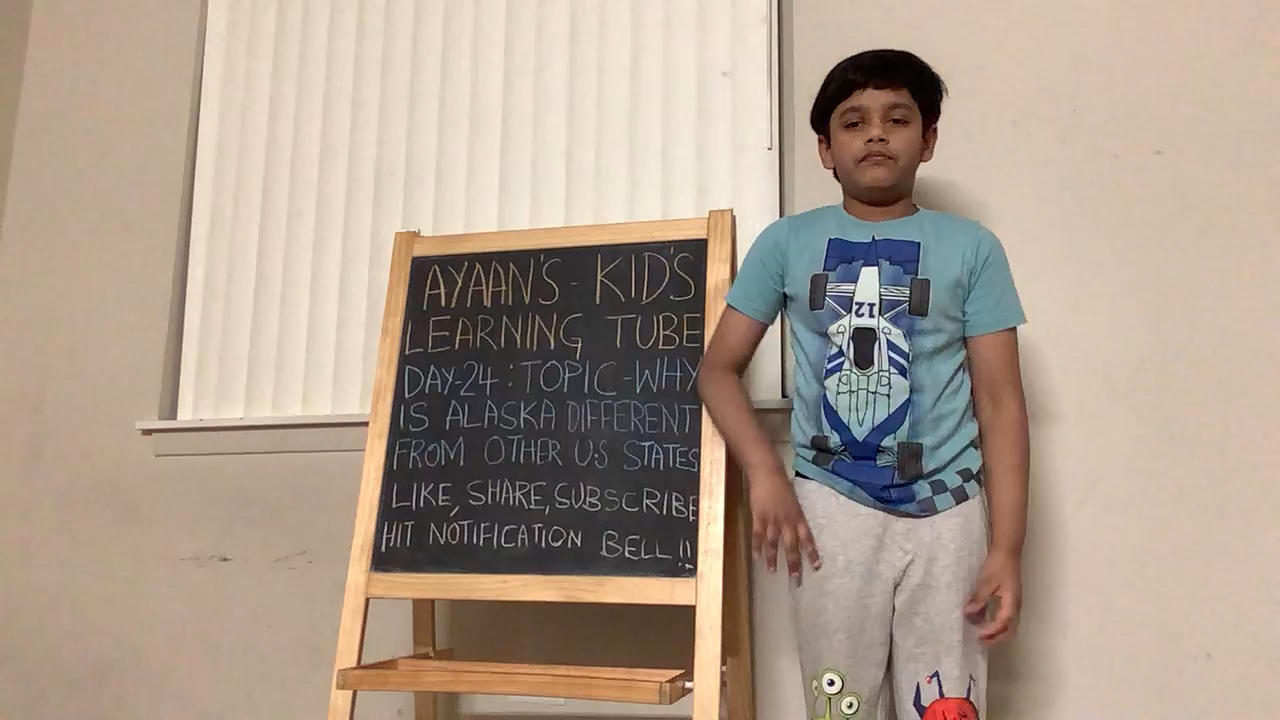 AYAAN'S - KID'S
LEARNING TUBE
DAY-24 : TOPIC - WHY
IS ALASKA DIFFERENT
FROM OTHER U.S STATES
LIKE, SHARE, SUBSCRIBE
HIT NOTIFICATION BELL !!
12